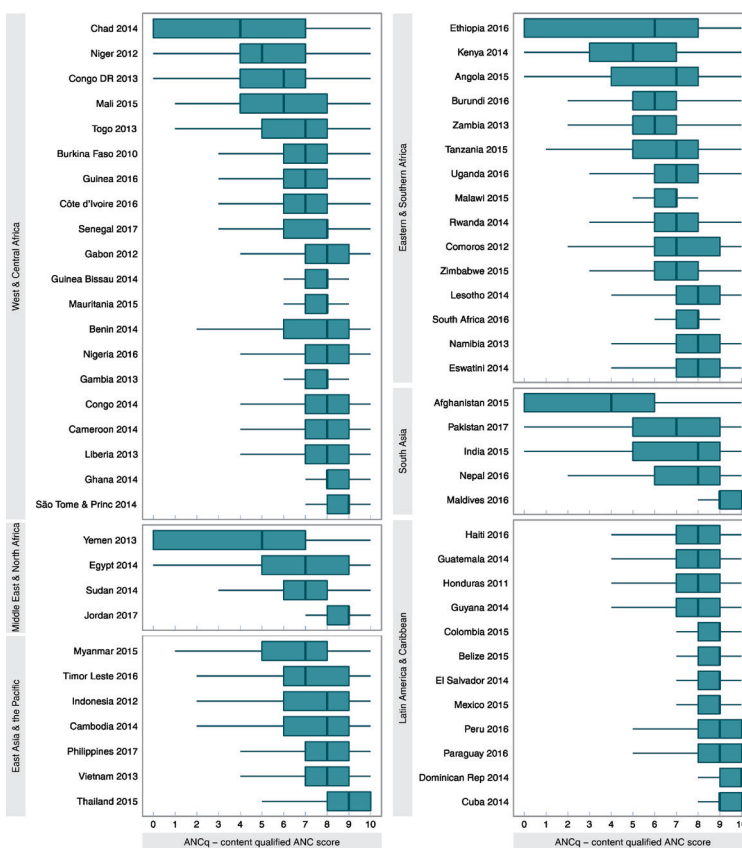 West & Central Africa
Chad 2014
Niger 2012
Congo DR 2013
Mali 2015
Togo 2013
Burkina Faso 2010
Guinea 2016
Côte d'Ivoire 2016
Senegal 2017
Gabon 2012
Guinea Bissau 2014
Mauritania 2015
Benin 2014
Nigeria 2016
Gambia 2013
Congo 2014
Cameroon 2014
Liberia 2013
Ghana 2014
São Tome & Princ 2014
Middle East & North Africa
Yemen 2013
Egypt 2014
Sudan 2014
Jordan 2017
East Asia & the Pacific
Myanmar 2015
Timor Leste 2016
Indonesia 2012
Cambodia 2014
Philippines 2017
Vietnam 2013
Thailand 2015
0 1 2 3 4 5 6 7 8 9 10
ANCq – content qualified ANC score
Eastern & Southern Africa
Ethiopia 2016
Kenya 2014
Angola 2015
Burundi 2016
Zambia 2013
Tanzania 2015
Uganda 2016
Malawi 2015
Rwanda 2014
Comoros 2012
Zimbabwe 2015
Lesotho 2014
South Africa 2016
Namibia 2013
Eswatini 2014
South Asia
Afghanistan 2015
Pakistan 2017
India 2015
Nepal 2016
Maldives 2016
Latin America & Caribbean
Haiti 2016
Guatemala 2014
Honduras 2011
Guyana 2014
Colombia 2015
Belize 2015
El Salvador 2014
Mexico 2015
Peru 2016
Paraguay 2016
Dominican Rep 2014
Cuba 2014
0 1 2 3 4 5 6 7 8 9 10
ANCq – content qualified ANC score